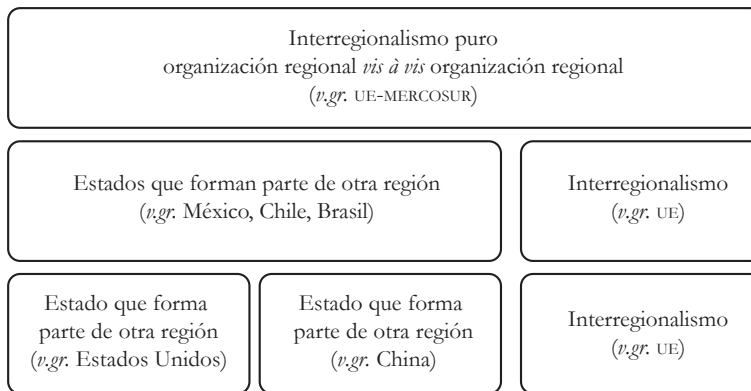 Interregionalismo puro
organización regional vis à vis organización regional
(v.gr. UE-MERCOSUR)
Estados que forman parte de otra región
(v.gr. México, Chile, Brasil)
Interregionalismo
(v.gr. UE)
Estado que forma
parte de otra región
(v.gr. Estados Unidos)
Estado que forma
parte de otra región
(v.gr. China)
Interregionalismo
(v.gr. UE)